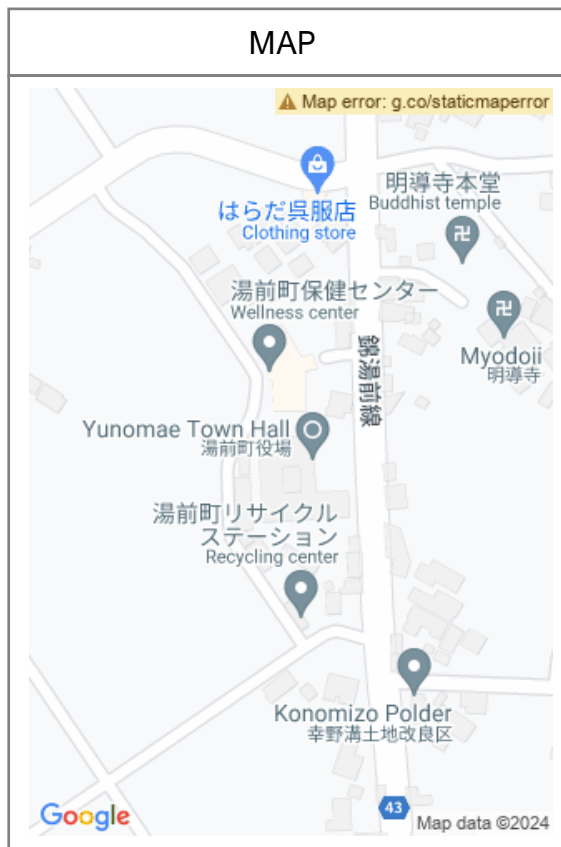 MAP
Map error: g.co/staticmaperror
はらだ呉服店
Clothing store
明導寺本堂
Buddhist temple
湯前町保健センター
Wellness center
Myodoji
明導寺
錦湯前線
Yunomae Town Hall
湯前町役場
湯前町リサイクル
ステーション
Recycling center
Konomizo Polder
幸野溝土地改良区
43
Google
Map data ©2024